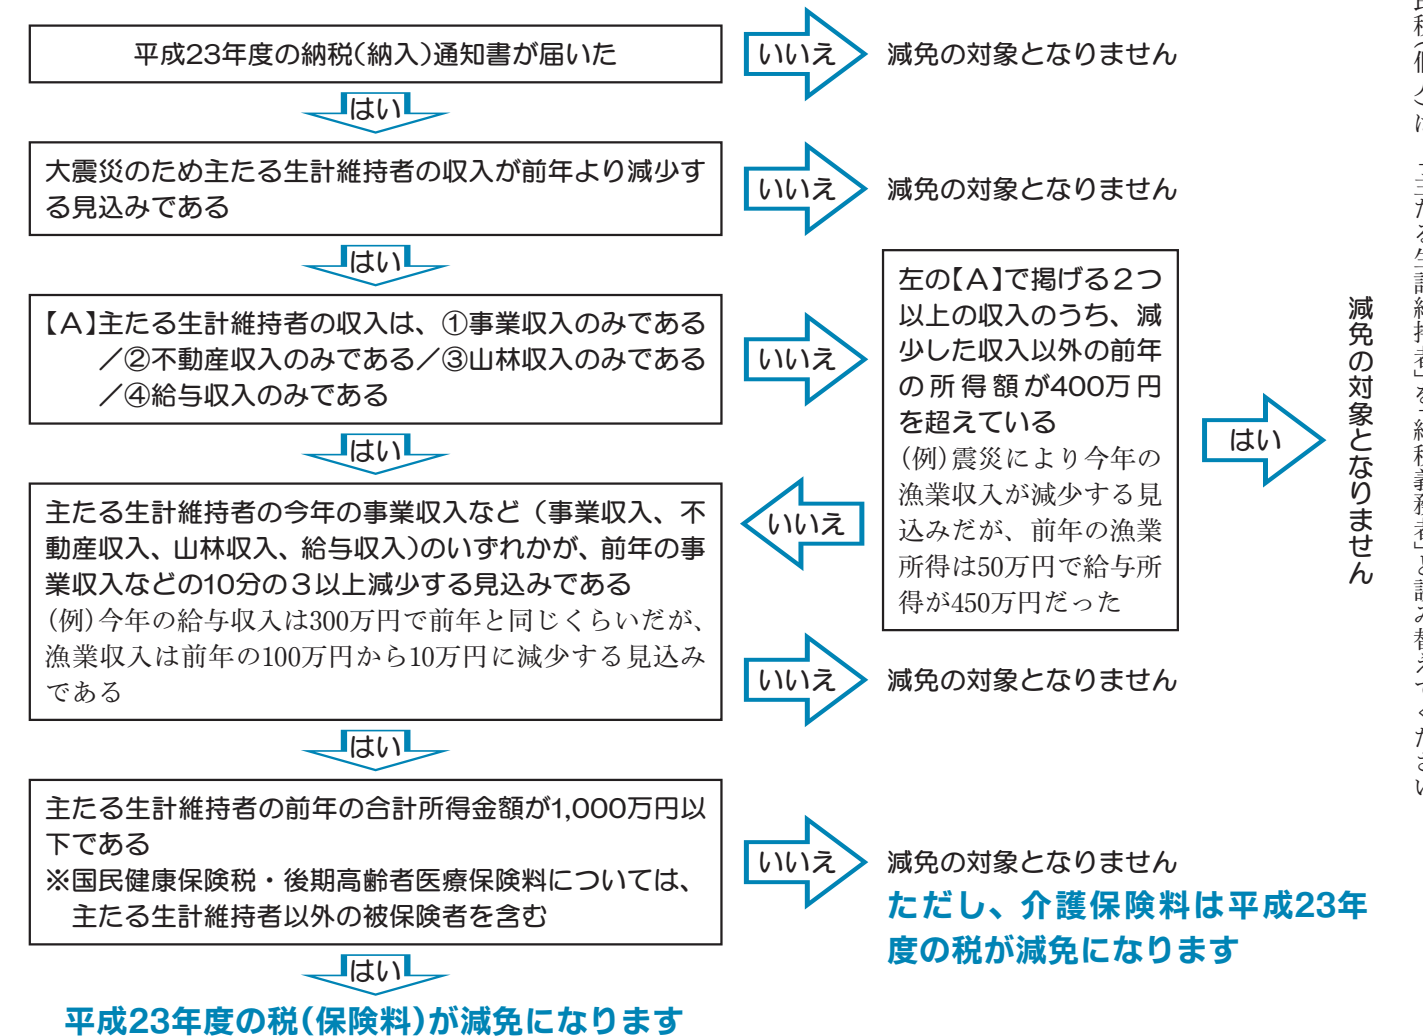 平成23年度の納税(納入)通知書が届いた
いいえ
減免の対象となりません
はい
大震災のため主たる生計維持者の収入が前年より減少す
る見込みである
いいえ
減免の対象となりません
はい
【A】主たる生計維持者の収入は、①事業収入のみである
／②不動産収入のみである／③山林収入のみである
／④給与収入のみである
いいえ
左の【A】で掲げる２つ
以上の収入のうち、減
少した収入以外の前年
の所得額が400万円
を超えている
(例)震災により今年の
漁業収入が減少する見
込みだが、前年の漁業
所得は50万円で給与所
得が450万円だった
はい
減免の対象となりません
いいえ
はい
主たる生計維持者の今年の事業収入など（事業収入、不
動産収入、山林収入、給与収入)のいずれかが、前年の事
業収入などの10分の３以上減少する見込みである
(例)今年の給与収入は300万円で前年と同じくらいだが、
漁業収入は前年の100万円から10万円に減少する見込み
である
いいえ
減免の対象となりません
はい
主たる生計維持者の前年の合計所得金額が1,000万円以
下である
※国民健康保険税・後期高齢者医療保険料については、
主たる生計維持者以外の被保険者を含む
いいえ
減免の対象となりません
ただし、介護保険料は平成23年
度の税が減免になります
はい
平成23年度の税(保険料)が減免になります
「主たる生計維持者」を「納税義務者」と読み替えてください